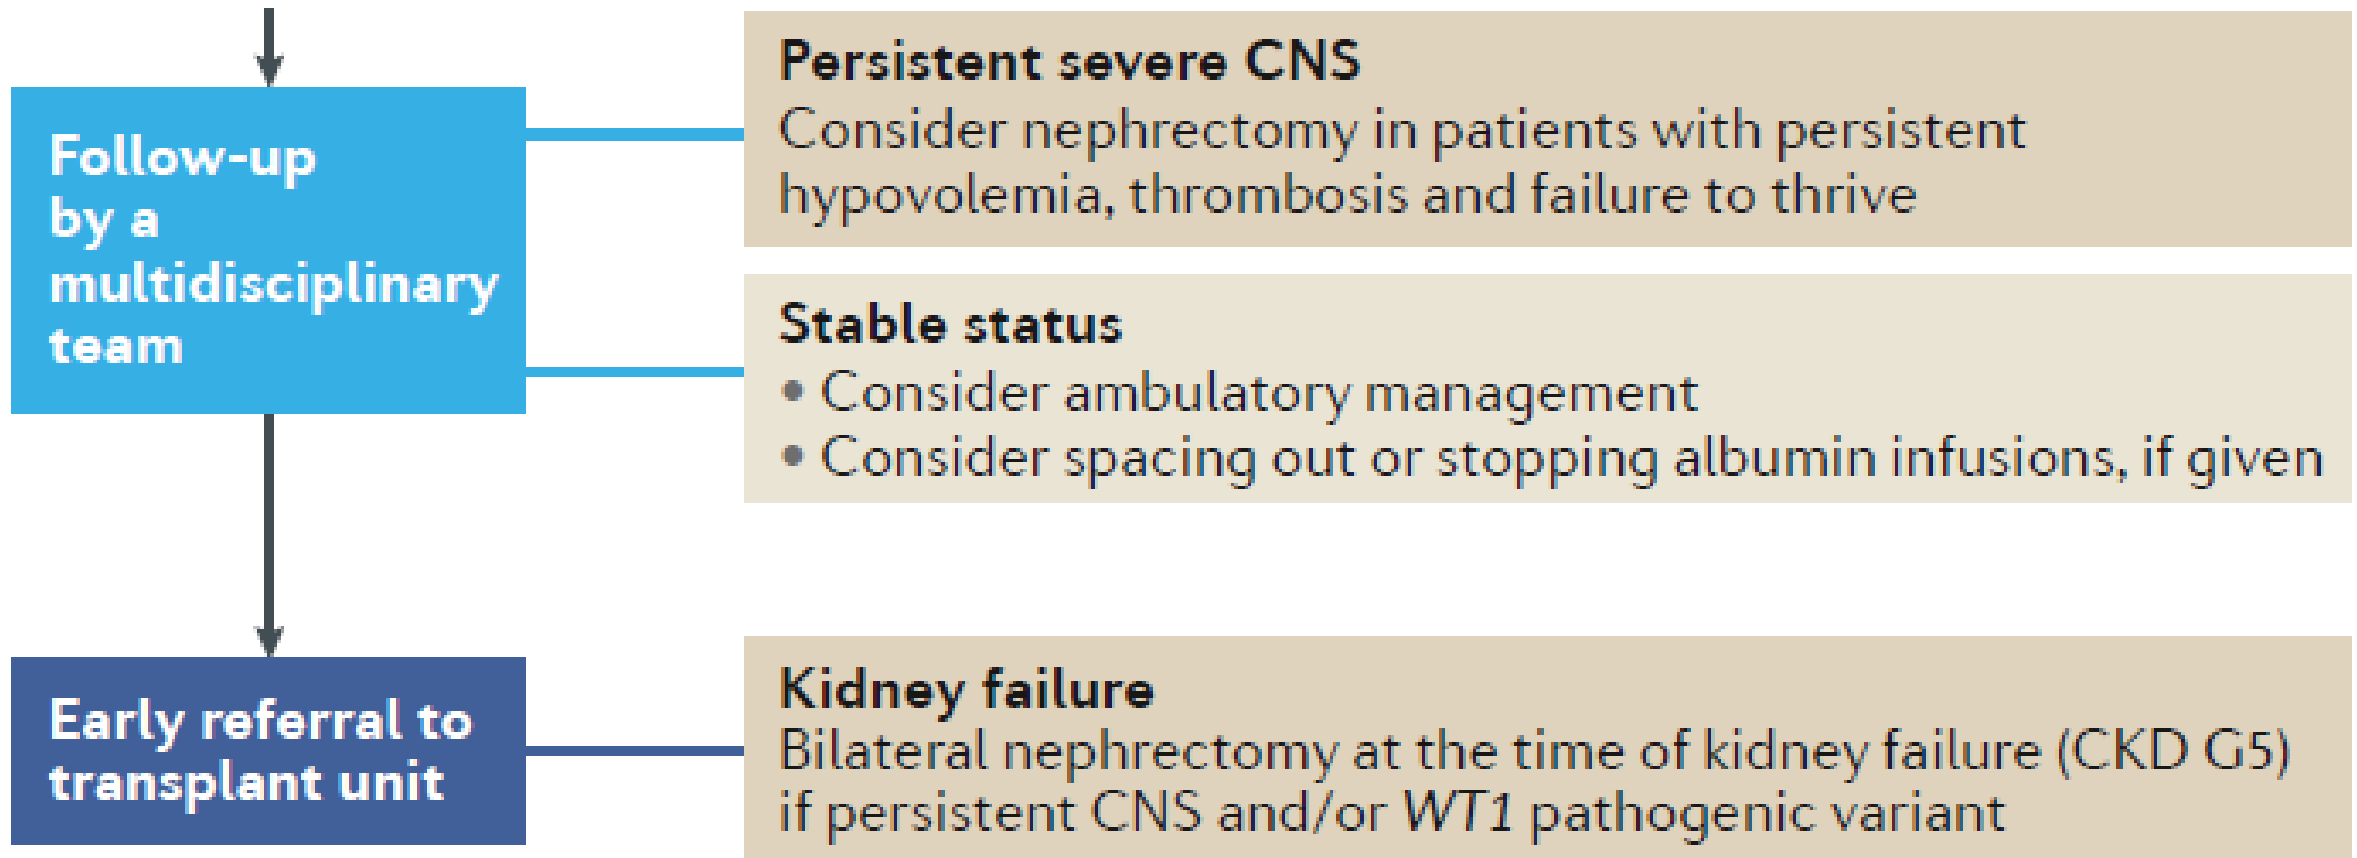 Follow-up
by a
multidisciplinary
team
Persistent severe CNS
Consider nephrectomy in patients with persistent
hypovolemia, thrombosis and failure to thrive
Stable status
• Consider ambulatory management
• Consider spacing out or stopping albumin infusions, if given
Early referral to
transplant unit
Kidney failure
Bilateral nephrectomy at the time of kidney failure (CKD G5)
if persistent CNS and/or WT1 pathogenic variant